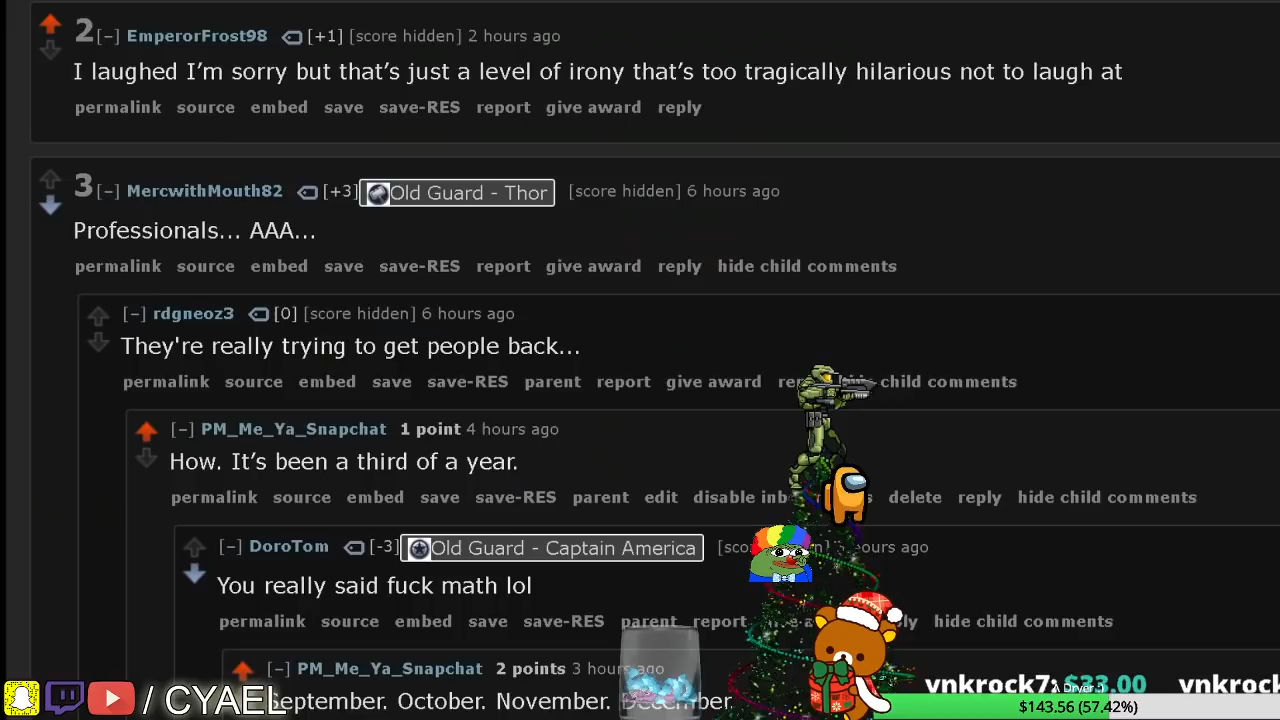 2 [−] EmperorFrost98 [+1] [score hidden] 2 hours ago
I laughed I'm sorry but that's just a level of irony that's too tragically hilarious not to laugh at
permalink source embed save save-RES report give award reply
3 [−] MercwithMouth82 [+3] Old Guard - Thor [score hidden] 6 hours ago
Professionals... AAA...
permalink source embed save save-RES report give award reply hide child comments
[−] rdgneoz3 [0] [score hidden] 6 hours ago
They're really trying to get people back...
permalink source embed save save-RES parent report give award child comments
[−] PM_Me_Ya_Snapchat 1 point 4 hours ago
How. It's been a third of a year.
permalink source embed save save-RES parent edit disable inb delete reply hide child comments
[−] DoroTom [-3] Old Guard - Captain America ours ago
You really said fuck math lol
permalink source embed save save-RES parent report hide child comments
[−] PM_Me_Ya_Snapchat 2 points 3 hours ago
September. October. November. December.
/ CYAEL
vnkrock7: $33.00 vnkrock
$143.56 (57.42%)